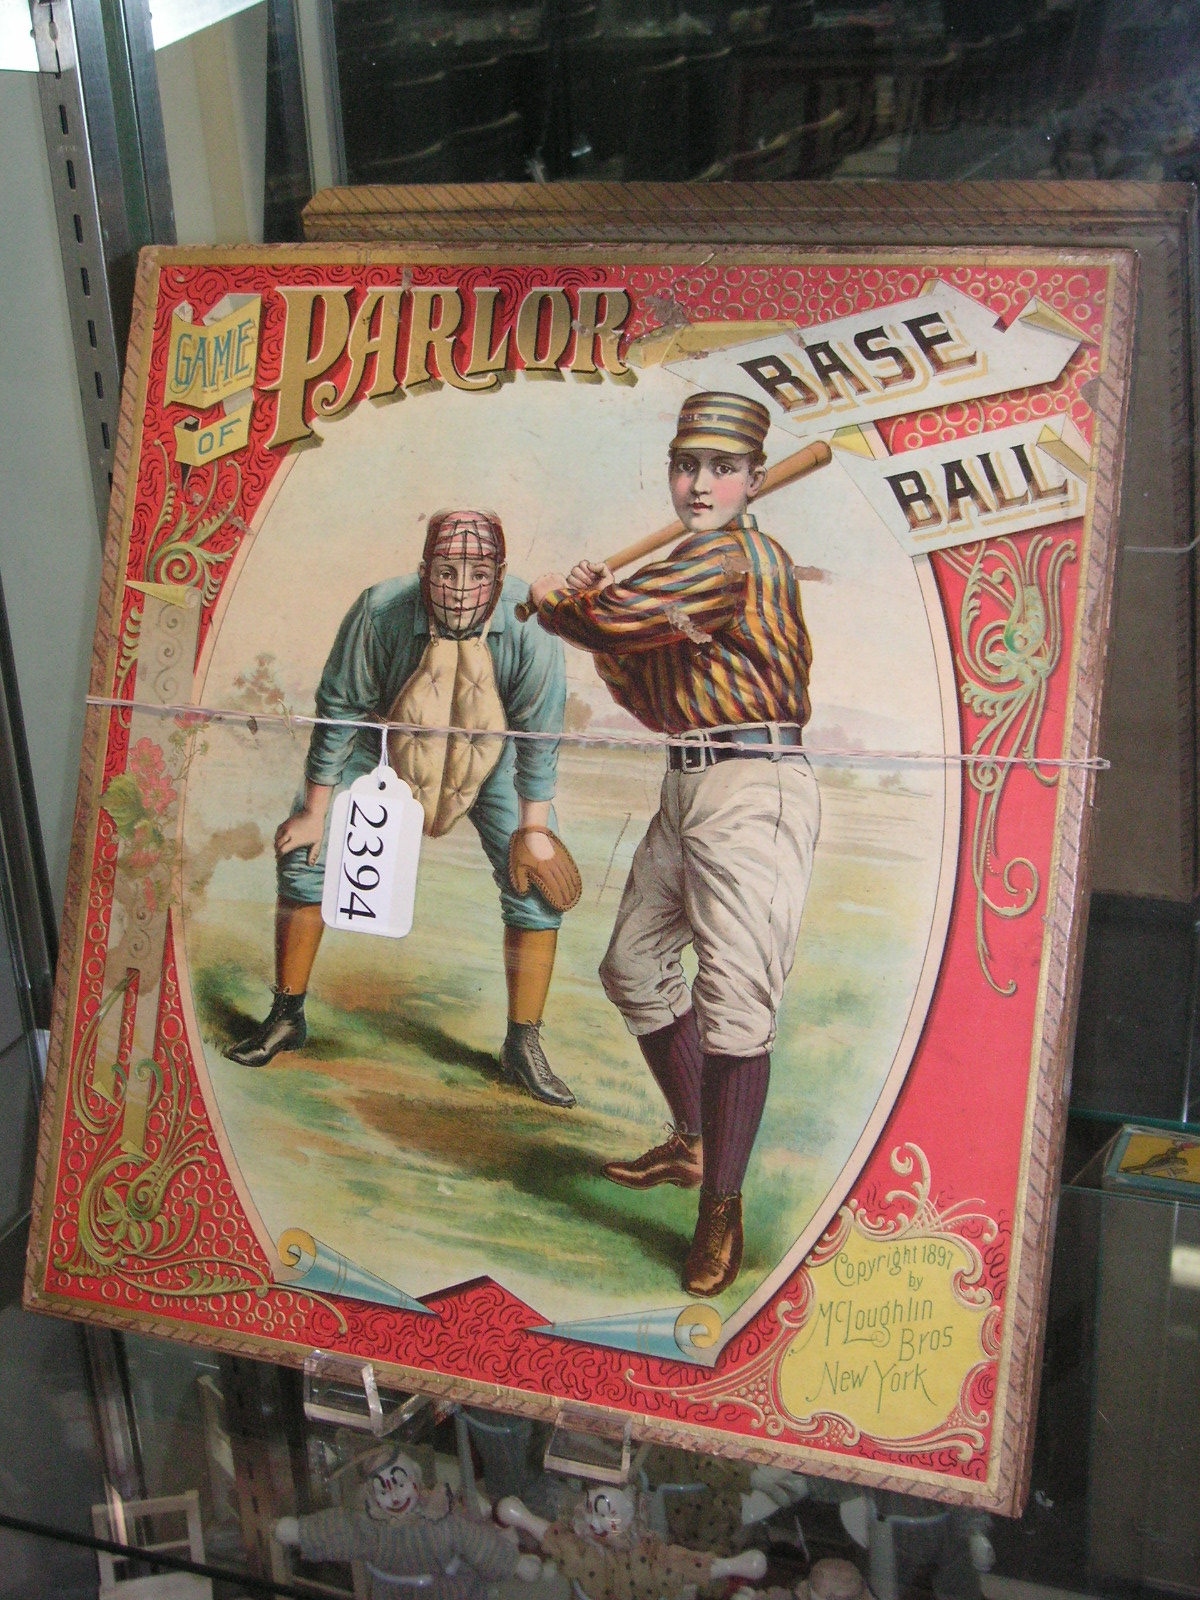 GAME
OF
PARLOR
BASE
BALL
2394
Copyright 1897
by
McLoughlin
Bros
New York